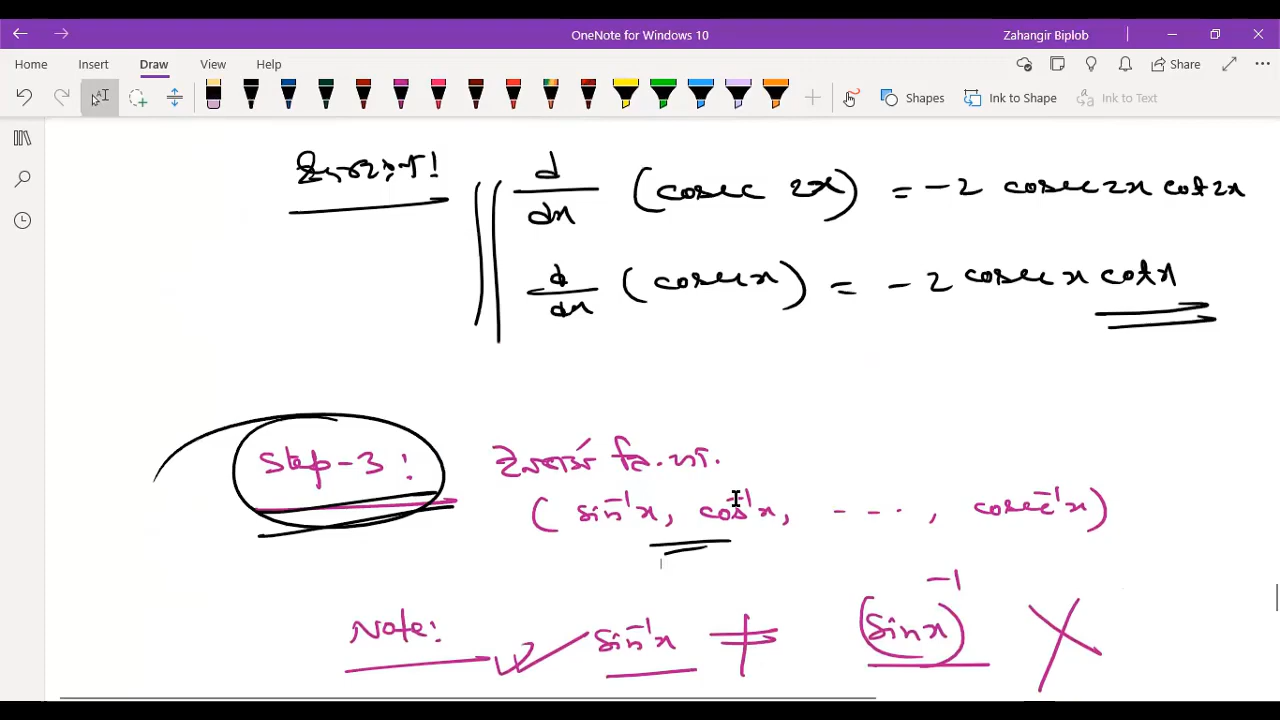 OneNote for Windows 10
Zahangir Biplob
Home Insert Draw View Help
Share
Shapes Ink to Shape Ink to Text
d/dx (cosec 2x) = -2 cosec2x cot2x
d/dx (cosecx) = -2 cosec x cotx
Step-3:
(sin⁻¹x, cos⁻¹x, ----, cosec⁻¹x)
Note: sin⁻¹x ≠ (sinx)⁻¹